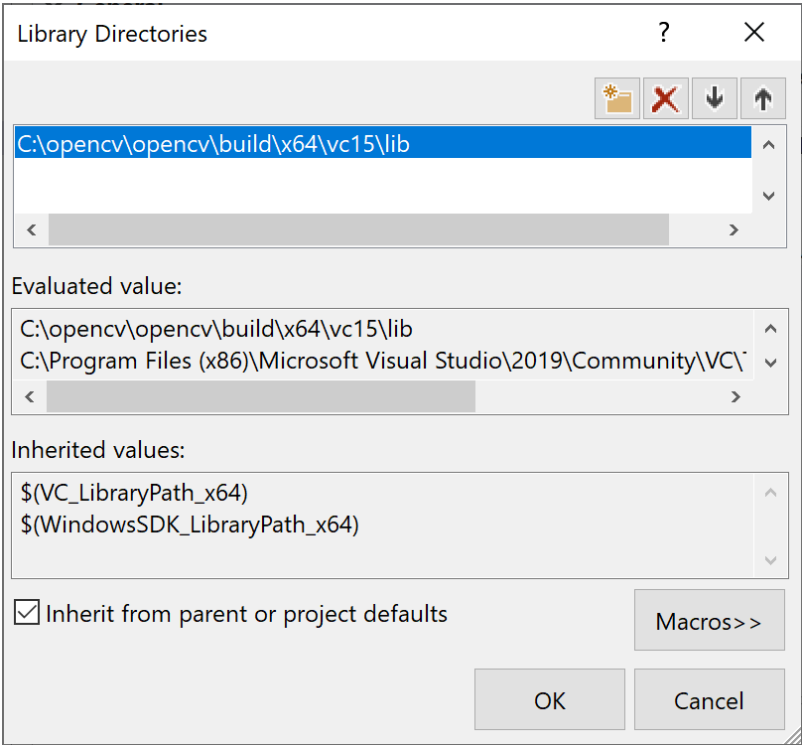 Library Directories
?
C:\opencv\opencv\build\x64\vc15\lib
Evaluated value:
C:\opencv\opencv\build\x64\vc15\lib
C:\Program Files (x86)\Microsoft Visual Studio\2019\Community\VC\
Inherited values:
$(VC_LibraryPath_x64)
$(WindowsSDK_LibraryPath_x64)
Inherit from parent or project defaults
Macros>>
OK
Cancel